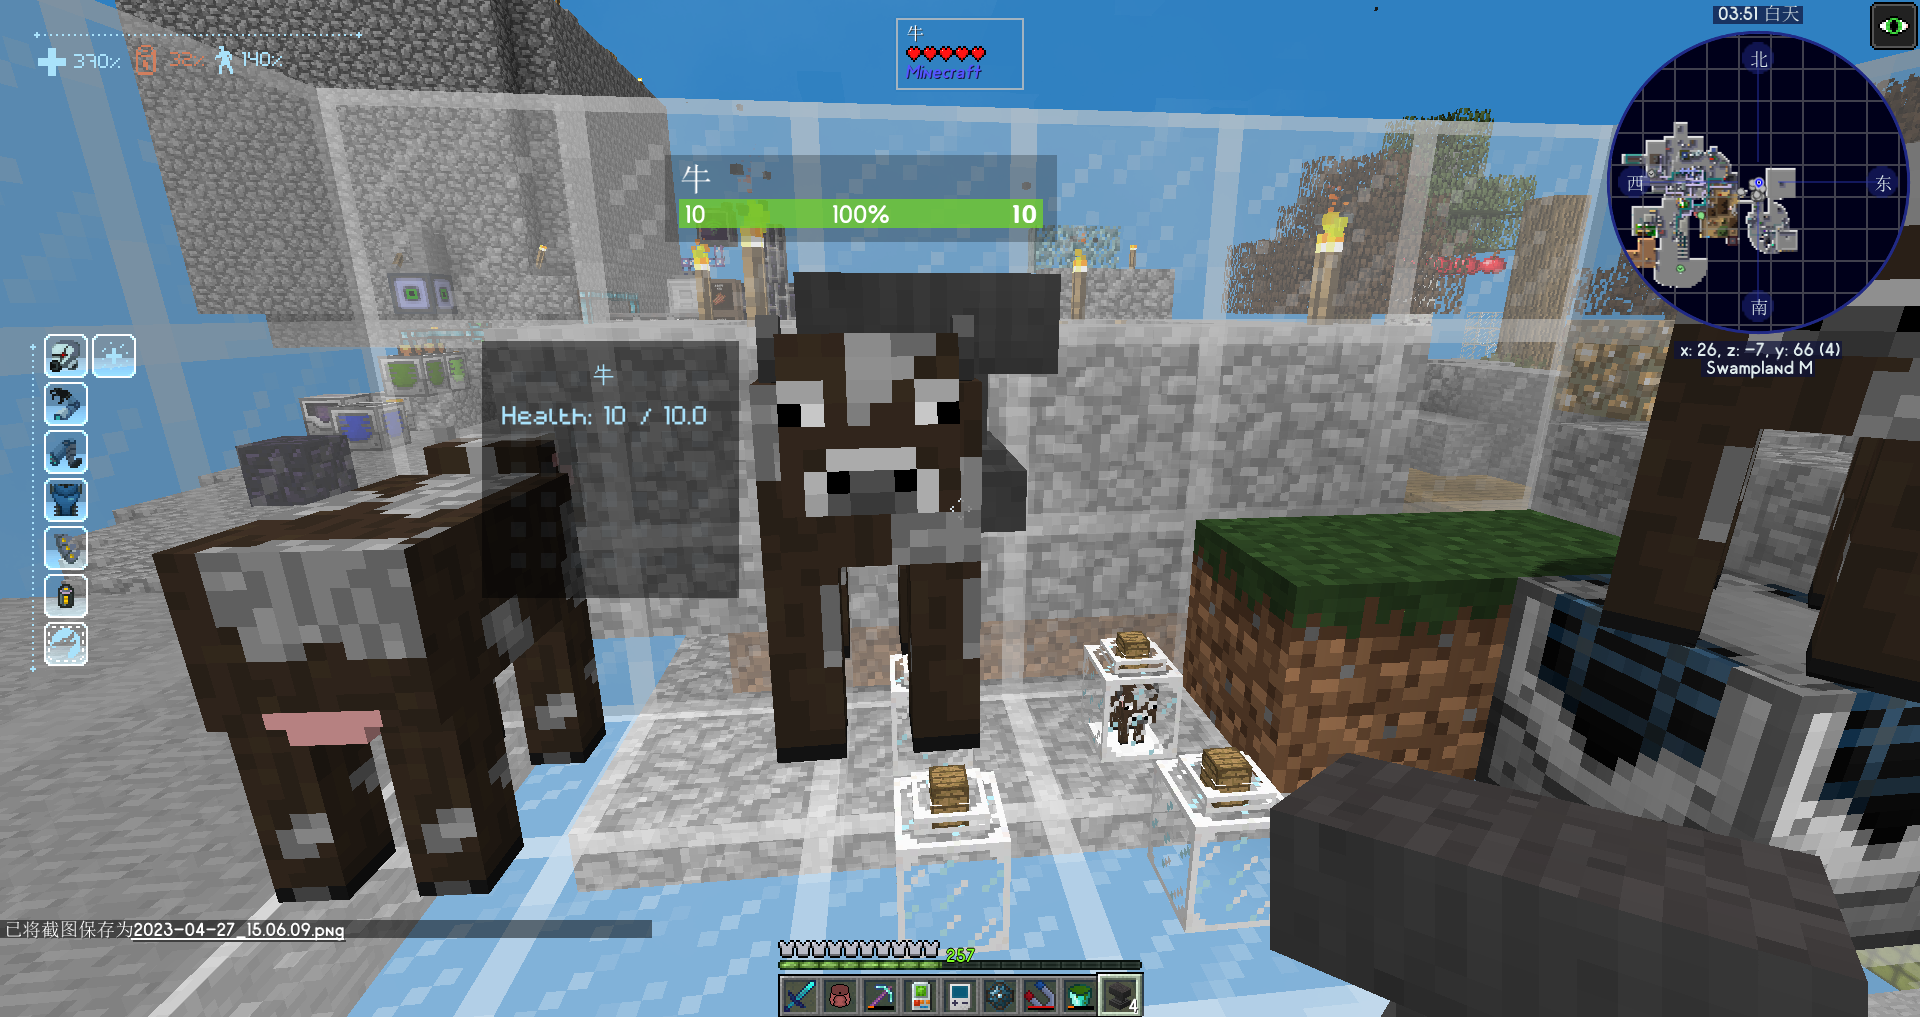 370% 32% 140%
牛
Minecraft
03:51 白天
北
西
东
南
x: 26, z: -7, y: 66 (4)
Swampland M
牛
10 100% 10
牛
Health: 10 / 10.0
已将截图保存为2023-04-27_15.06.09.png
257
4